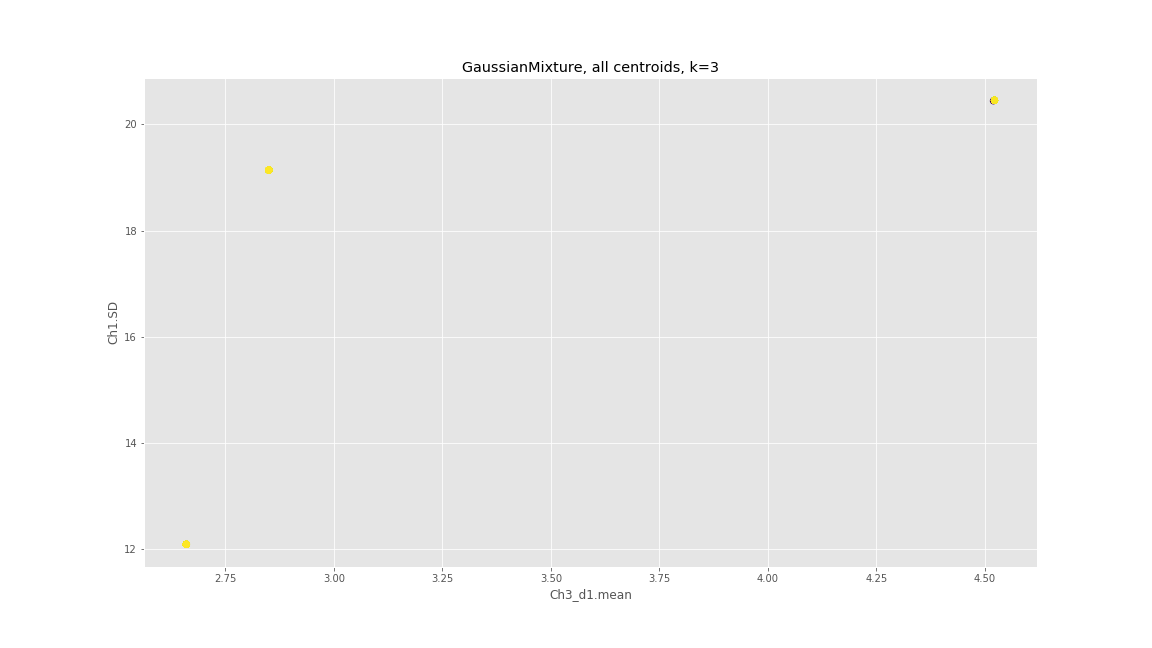 GaussianMixture, all centroids, k=3
20
18
16
14
12
Ch1.SD
2.75 3.00 3.25 3.50 3.75 4.00 4.25 4.50
Ch3_d1.mean